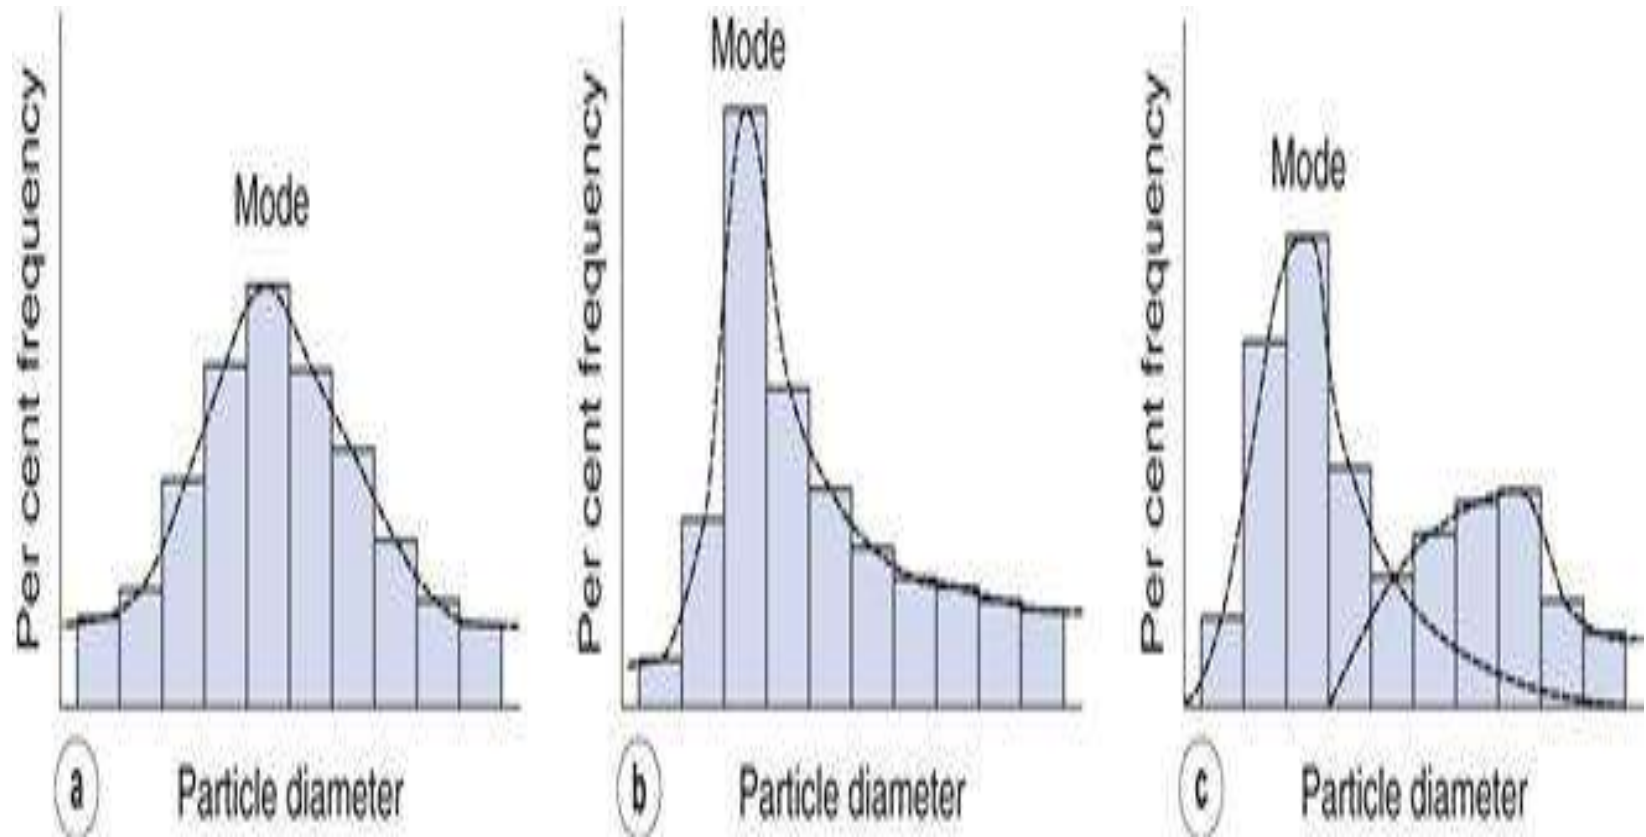 Mode
Per cent frequency
a
Particle diameter
Mode
Per cent frequency
b
Particle diameter
Mode
Per cent frequency
c
Particle diameter